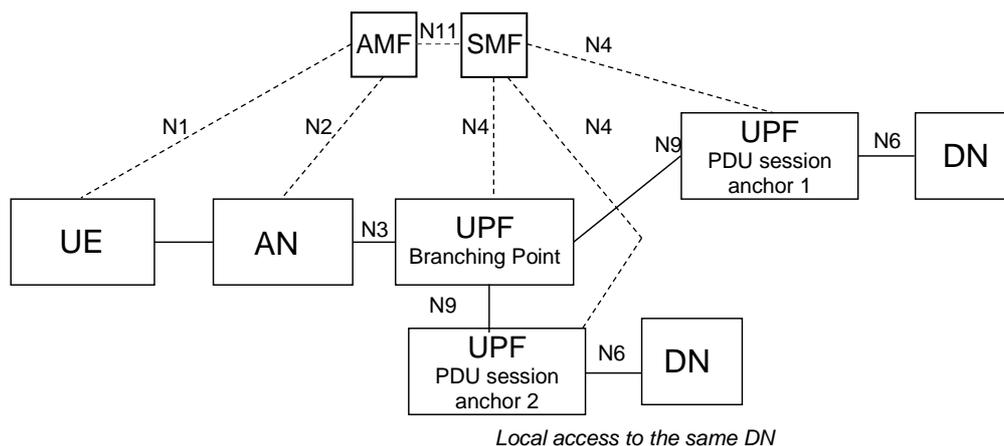 AMF
N11
SMF
N4
N1
N2
N4
N4
UPF
PDU session
anchor 1
N9
N6
DN
UE
AN
N3
UPF
Branching Point
N9
UPF
PDU session
anchor 2
N6
DN
Local access to the same DN